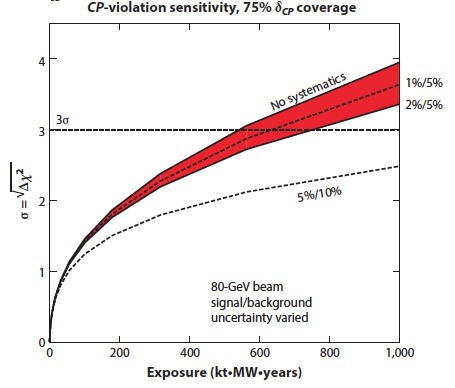 CP-violation sensitivity, 75% δCP coverage
4
3
2
1
0
σ = √Δχ²
3σ
No systematics
1%/5%
2%/5%
5%/10%
80-GeV beam
signal/background
uncertainty varied
0 200 400 600 800 1,000
Exposure (kt•MW•years)